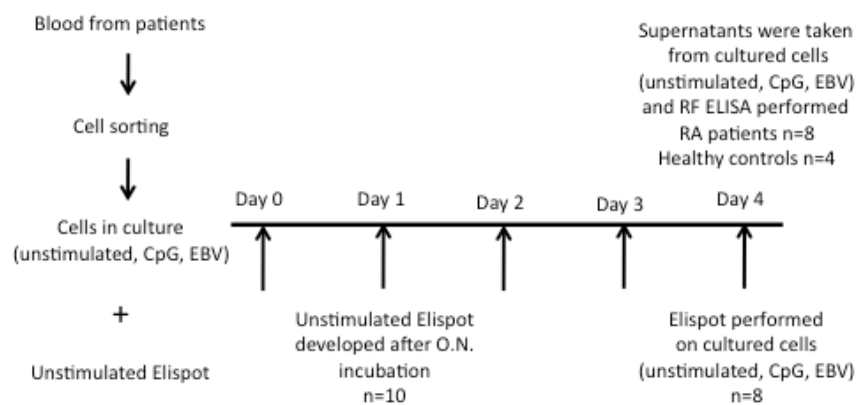 Blood from patients
Cell sorting
Cells in culture
(unstimulated, CpG, EBV)
+
Unstimulated Elispot
Day 0
Day 1
Day 2
Day 3
Day 4
Supernatants were taken
from cultured cells
(unstimulated, CpG, EBV)
and RF ELISA performed
RA patients n=8
Healthy controls n=4
Unstimulated Elispot
developed after O.N.
incubation
n=10
Elispot performed
on cultured cells
(unstimulated, CpG, EBV)
n=8